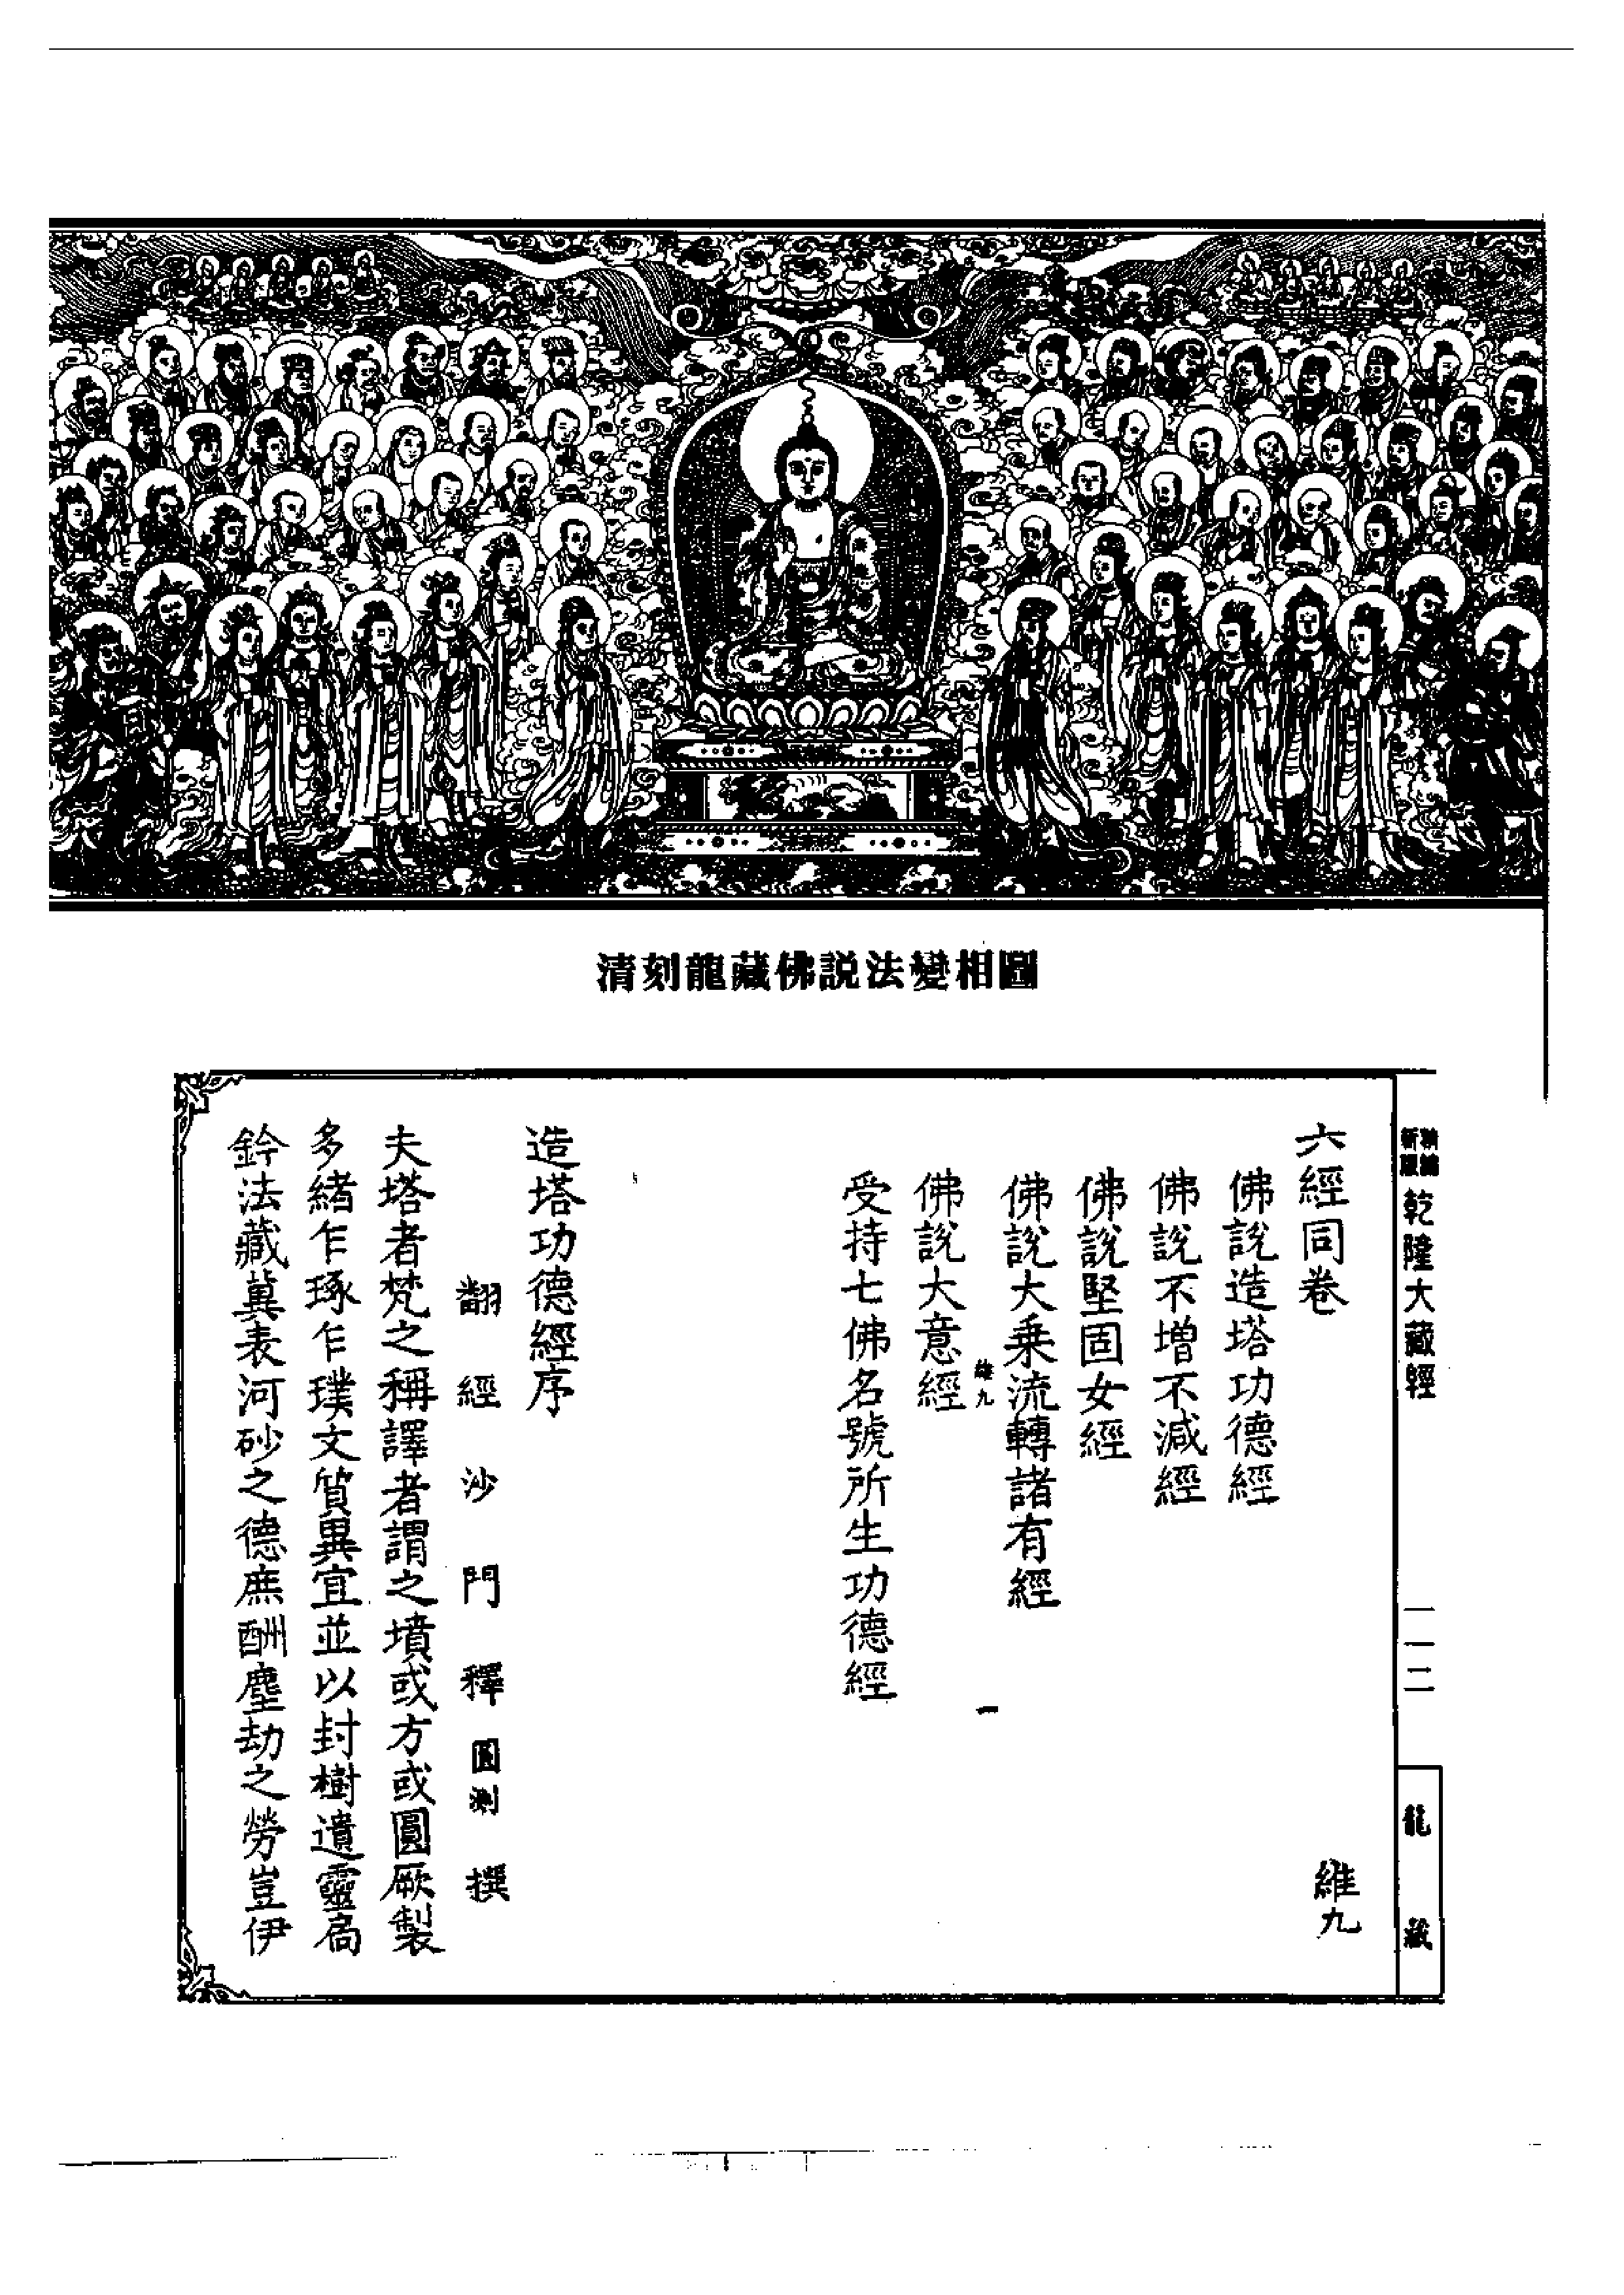 清刻龍藏佛説法變相圖
新編
新版
乾隆大藏經
一一二
龍藏
六經同卷
維九
佛說造塔功德經
佛說不增不減經
佛說堅固女經
佛說大乘流轉諸有經
維九
一
佛說大意經
受持七佛名號所生功德經
造塔功德經序
翻經沙門釋圓測撰
夫塔者梵之稱譯者謂之墳或方或圓厥製
多緒乍琢乍璞文質異宜並以封樹遺靈扃
鈐法藏冀表河砂之德庶酬塵劫之勞豈伊